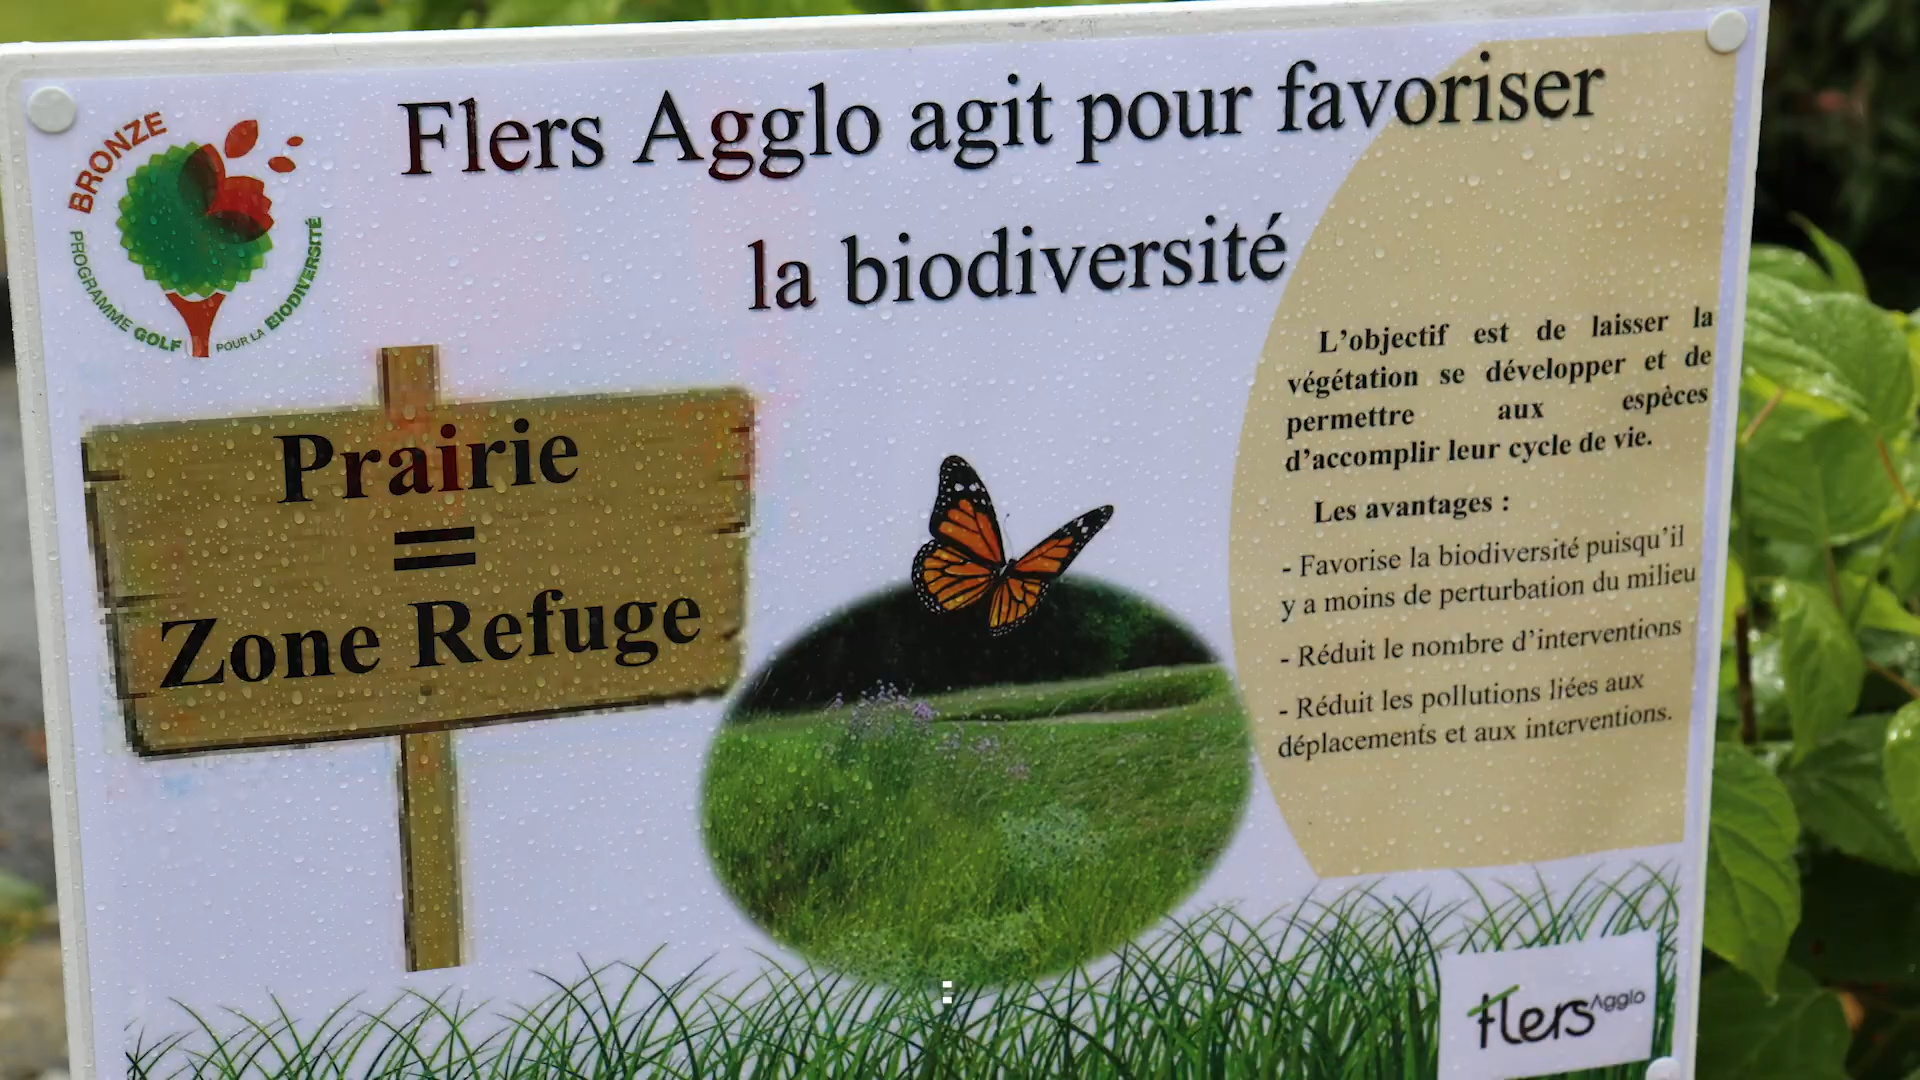 Flers Agglo agit pour favoriser
la biodiversité
BRONZE
PROGRAMME GOLF POUR LA BIODIVERSITÉ
Prairie
=
Zone Refuge
L'objectif est de laisser la
végétation se développer et de
permettre aux espèces
d'accomplir leur cycle de vie.
Les avantages :
- Favorise la biodiversité puisqu'il
y a moins de perturbation du milieu
- Réduit le nombre d'interventions
- Réduit les pollutions liées aux
déplacements et aux interventions.
flers Agglo